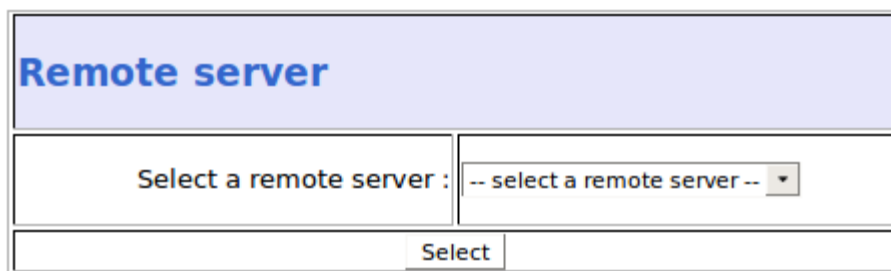 Remote server
Select a remote server : -- select a remote server --
Select